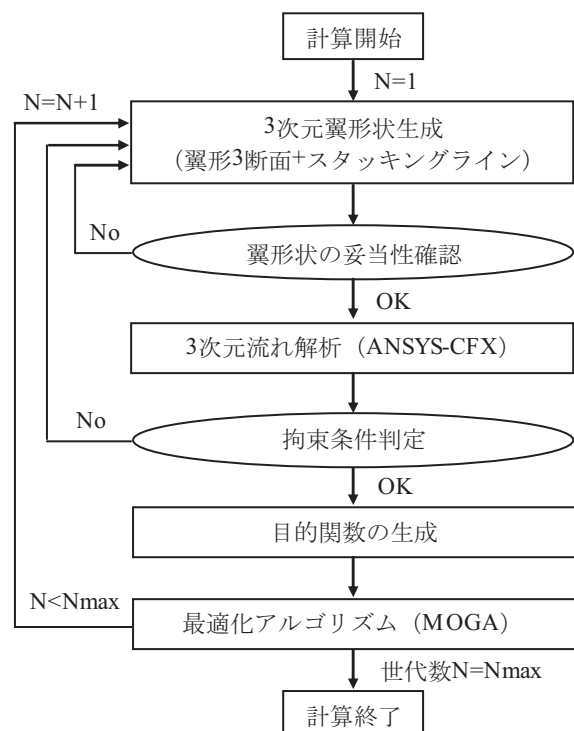 計算開始
N=1
N=N+1
3次元翼形状生成
（翼形3断面+スタッキングライン）
No
翼形状の妥当性確認
OK
3次元流れ解析（ANSYS-CFX）
No
拘束条件判定
OK
目的関数の生成
N<Nmax
最適化アルゴリズム（MOGA）
世代数N=Nmax
計算終了